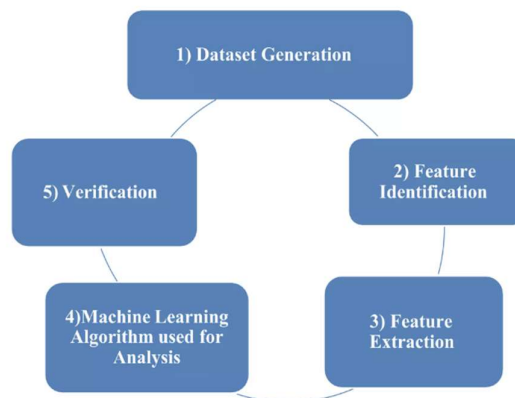 1) Dataset Generation
2) Feature
Identification
3) Feature
Extraction
4)Machine Learning
Algorithm used for
Analysis
5) Verification